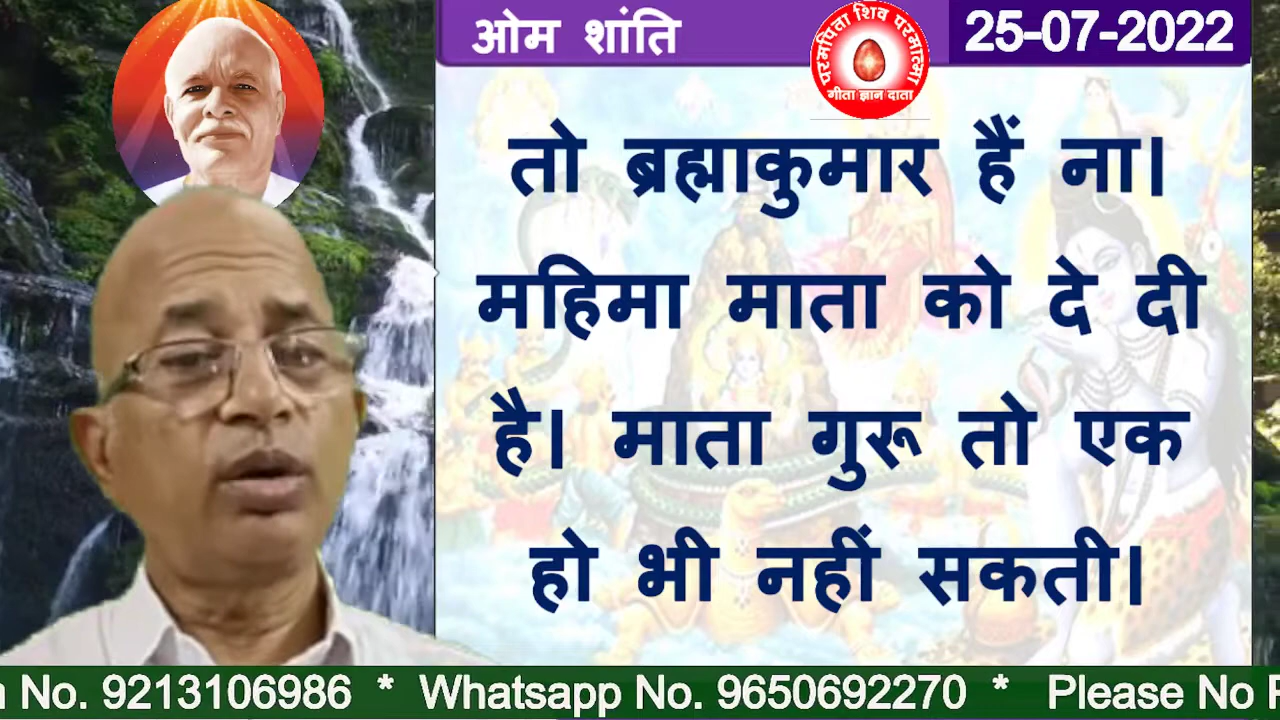 ओम शांति
परमपिता शिव परमात्मा
गीता ज्ञान दाता
25-07-2022
तो ब्रह्माकुमार हैं ना।
महिमा माता को दे दी
है। माता गुरू तो एक
हो भी नहीं सकती।
No. 9213106986 * Whatsapp No. 9650692270 * Please No